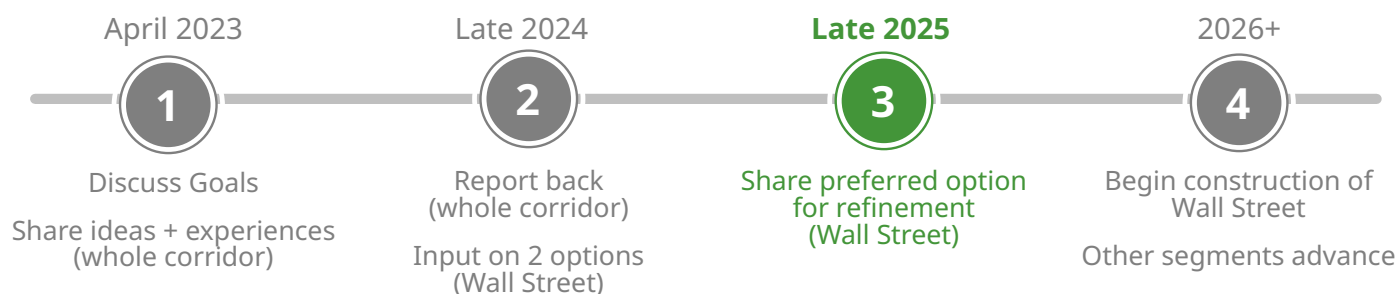 April 2023
1
Discuss Goals
Share ideas + experiences
(whole corridor)
Late 2024
2
Report back
(whole corridor)
Input on 2 options
(Wall Street)
Late 2025
3
Share preferred option
for refinement
(Wall Street)
2026+
4
Begin construction of
Wall Street
Other segments advance